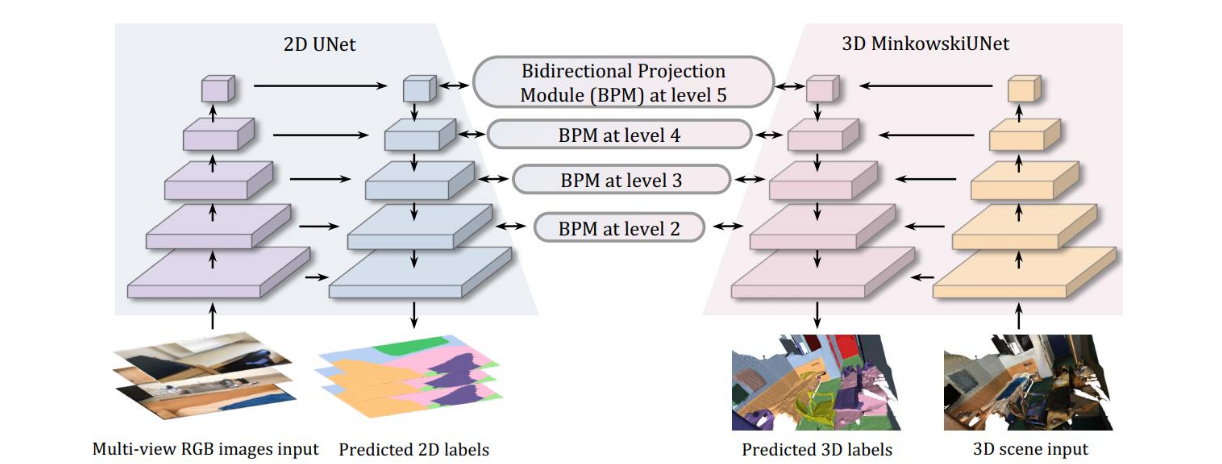 2D UNet
3D MinkowskiUNet
Bidirectional Projection
Module (BPM) at level 5
BPM at level 4
BPM at level 3
BPM at level 2
Multi-view RGB images input
Predicted 2D labels
Predicted 3D labels
3D scene input